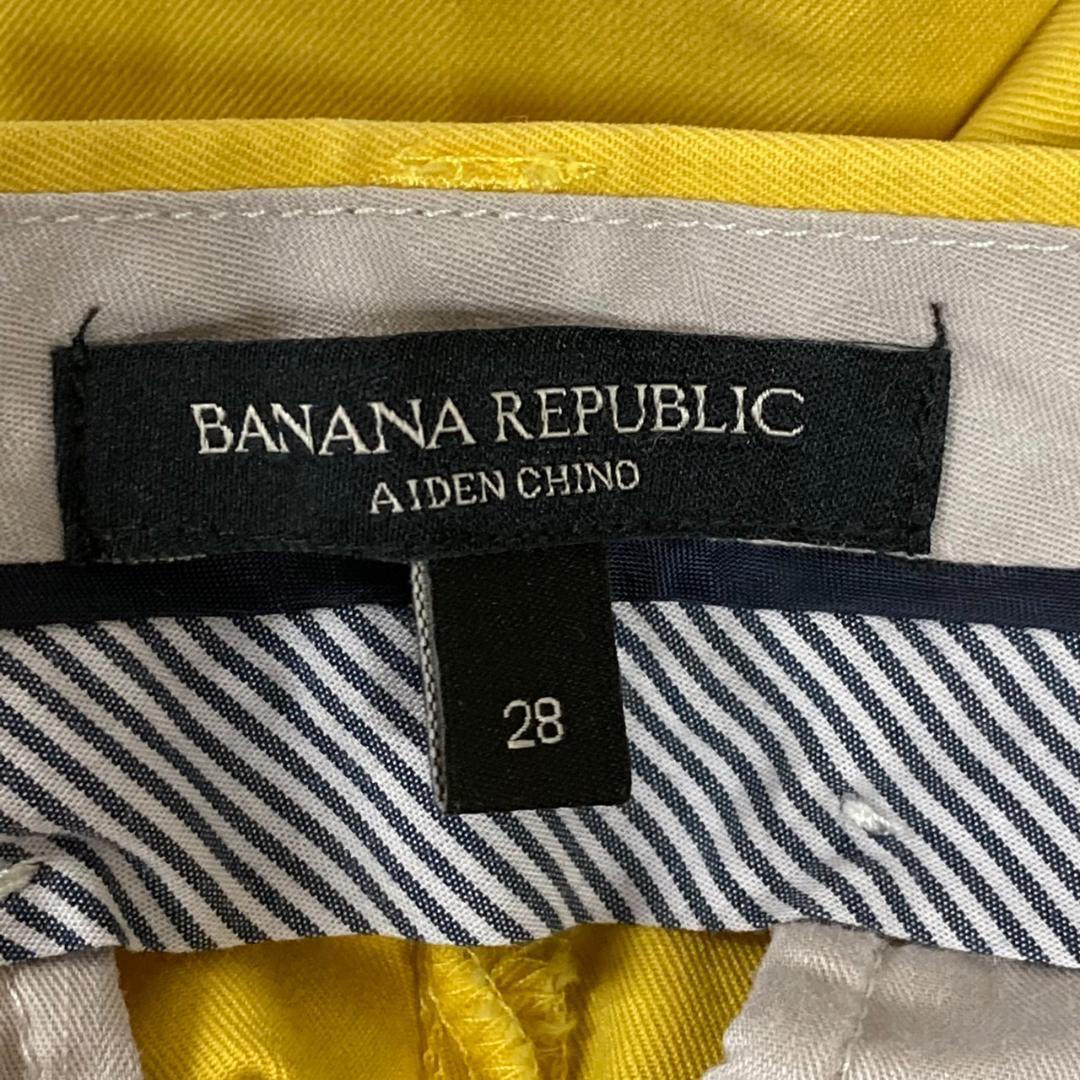 BANANA REPUBLIC
AIDEN CHINO
28